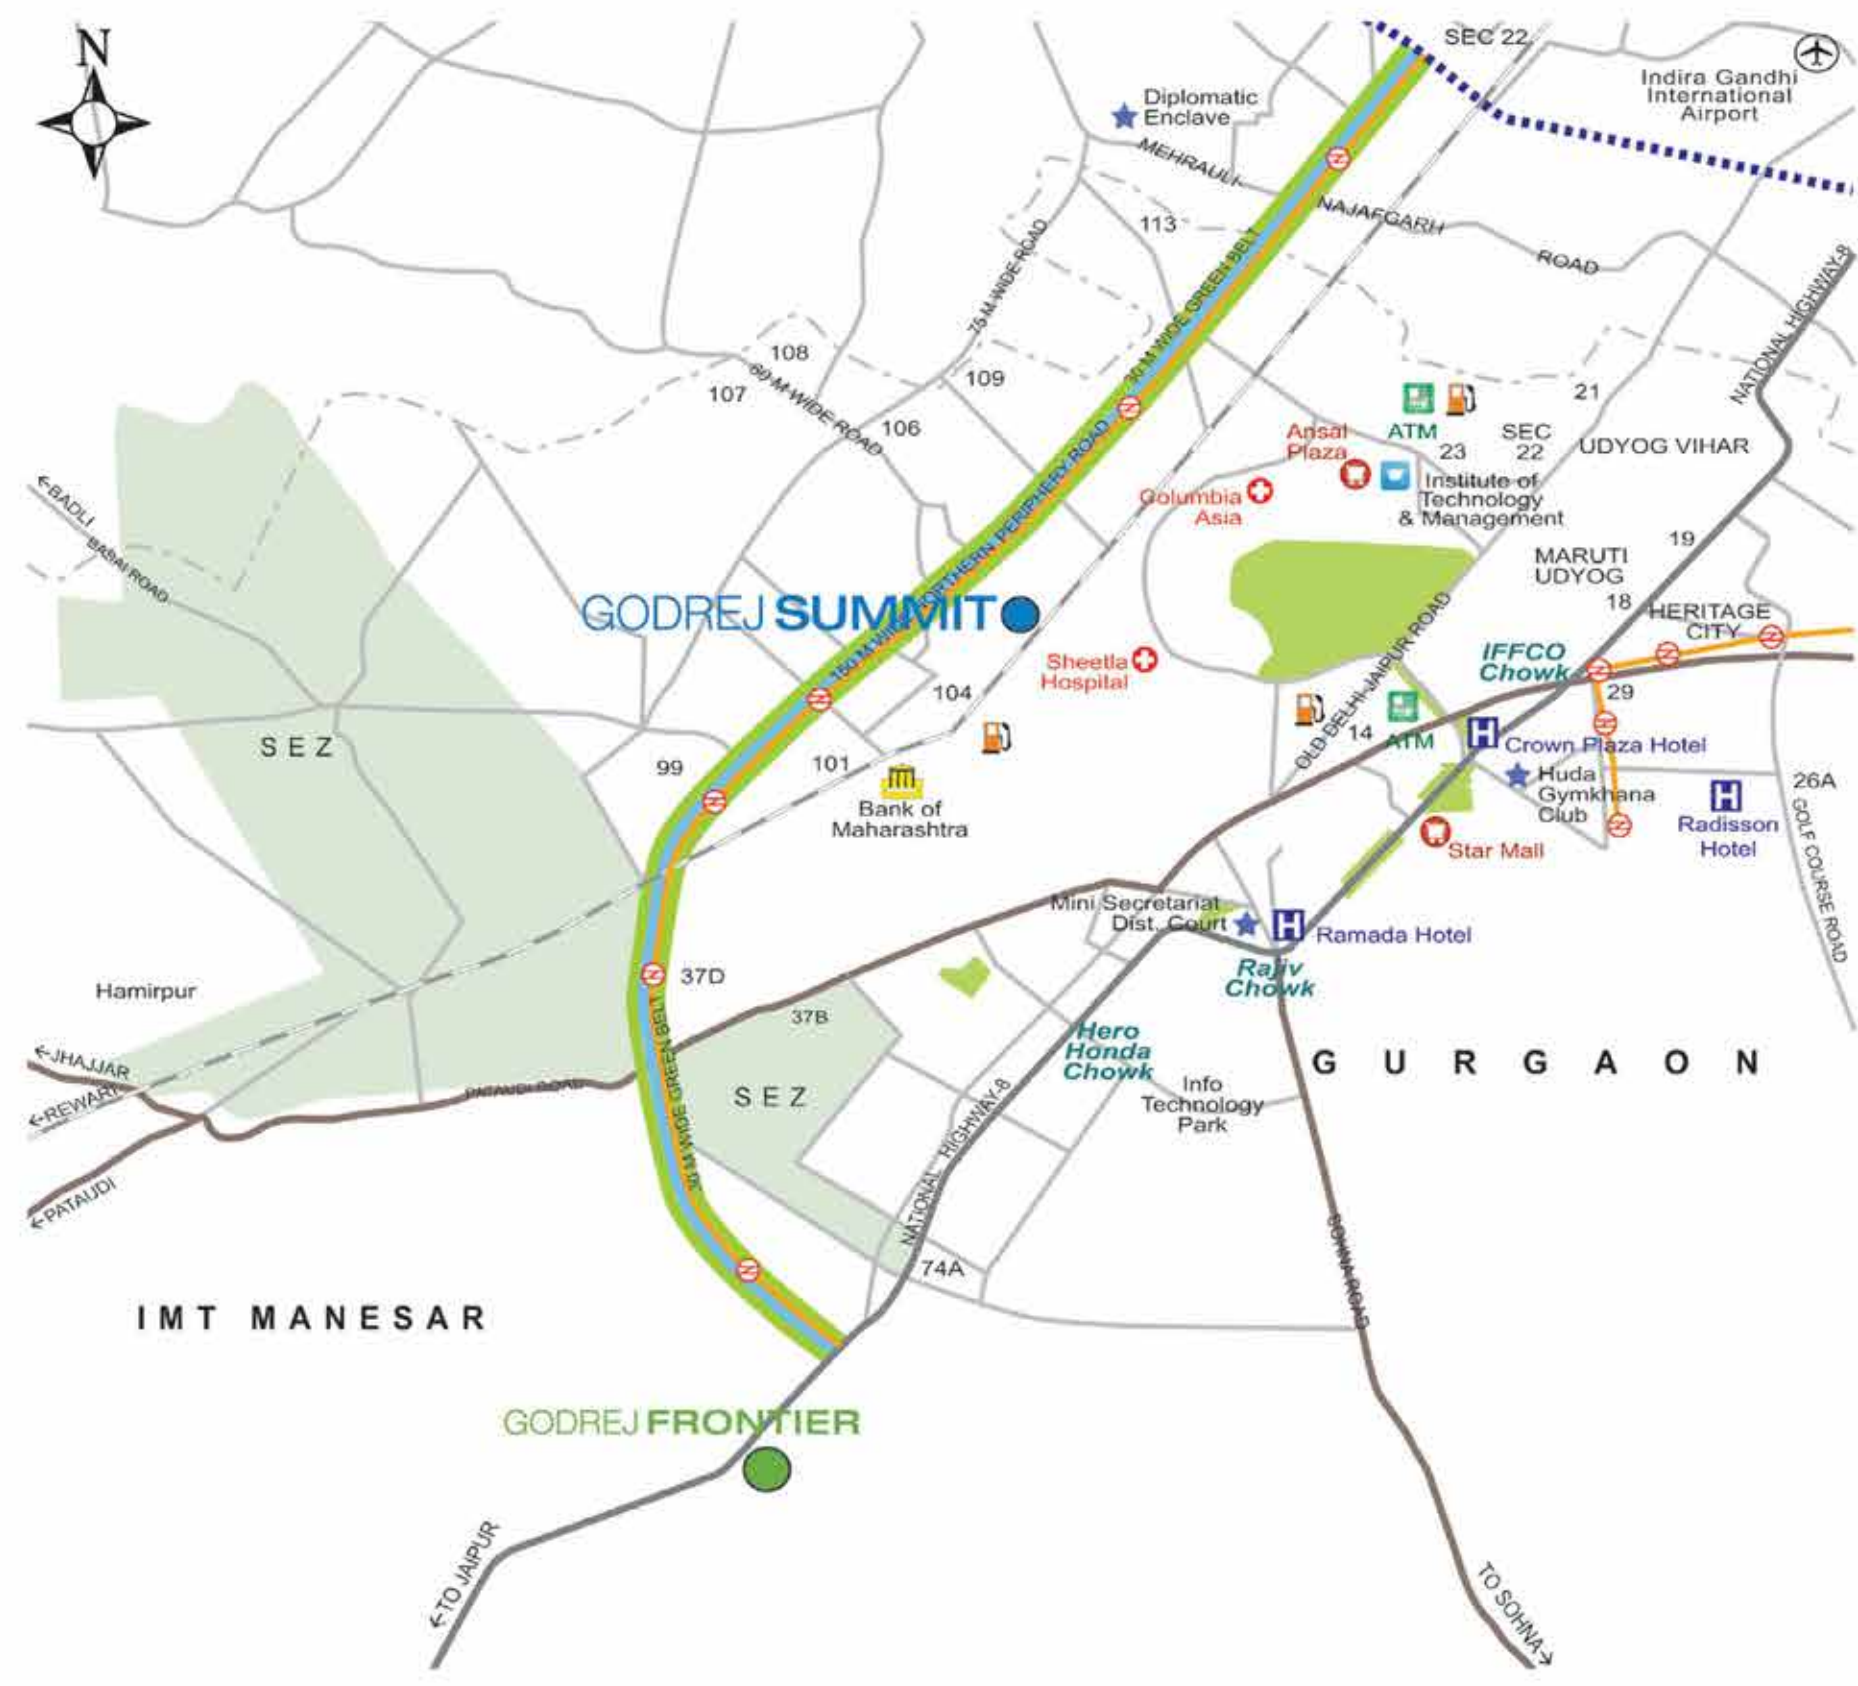 N
SEC 22
Indira Gandhi
International
Airport
Diplomatic
Enclave
MEHRAULI-
NAJAFGARH
ROAD
113
75 M WIDE ROAD
30 M WIDE GREEN BELT
NATIONAL HIGHWAY-8
108
107
60 M WIDE ROAD
109
106
21
ATM
Ansal
Plaza
23
SEC
22
UDYOG VIHAR
Institute of
Technology
& Management
Columbia
Asia
←BADLI
BABAI ROAD
150 M WIDE NORTHERN PERIPHERY ROAD
19
MARUTI
UDYOG
18
HERITAGE
CITY
GODREJ SUMMIT
OLD DELHI-JAIPUR ROAD
IFFCO
Chowk
Sheetla
Hospital
104
29
14
ATM
Crown Plaza Hotel
SEZ
99
101
Bank of
Maharashtra
Huda
Gymkhana
Club
26A
Radisson
Hotel
GOLF COURSE ROAD
Star Mall
Mini Secretariat
Dist. Court
Ramada Hotel
Rajiv
Chowk
37D
Hamirpur
37B
30 M WIDE GREEN BELT
Hero
Honda
Chowk
GURGAON
←JHAJJAR
←REWARI
PATAUDI ROAD
SEZ
Info
Technology
Park
NATIONAL HIGHWAY-8
←PATAUDI
74A
SOHNA ROAD
IMT MANESAR
GODREJ FRONTIER
←TO JAIPUR
TO SOHNA→